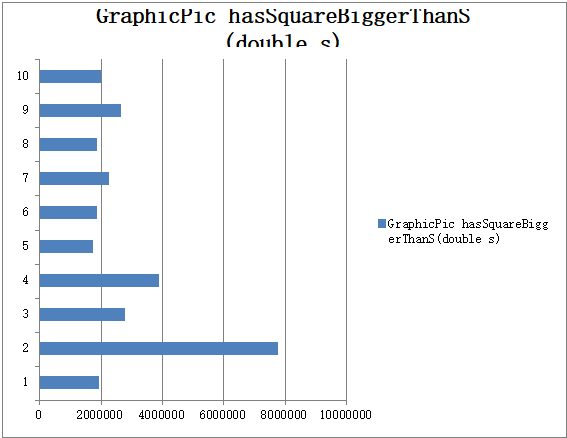 GraphicPic hasSquareBiggerThanS
(double s)
10
9
8
7
6
5
4
3
2
1
0 2000000 4000000 6000000 8000000 10000000
GraphicPic hasSquareBigg
erThanS(double s)